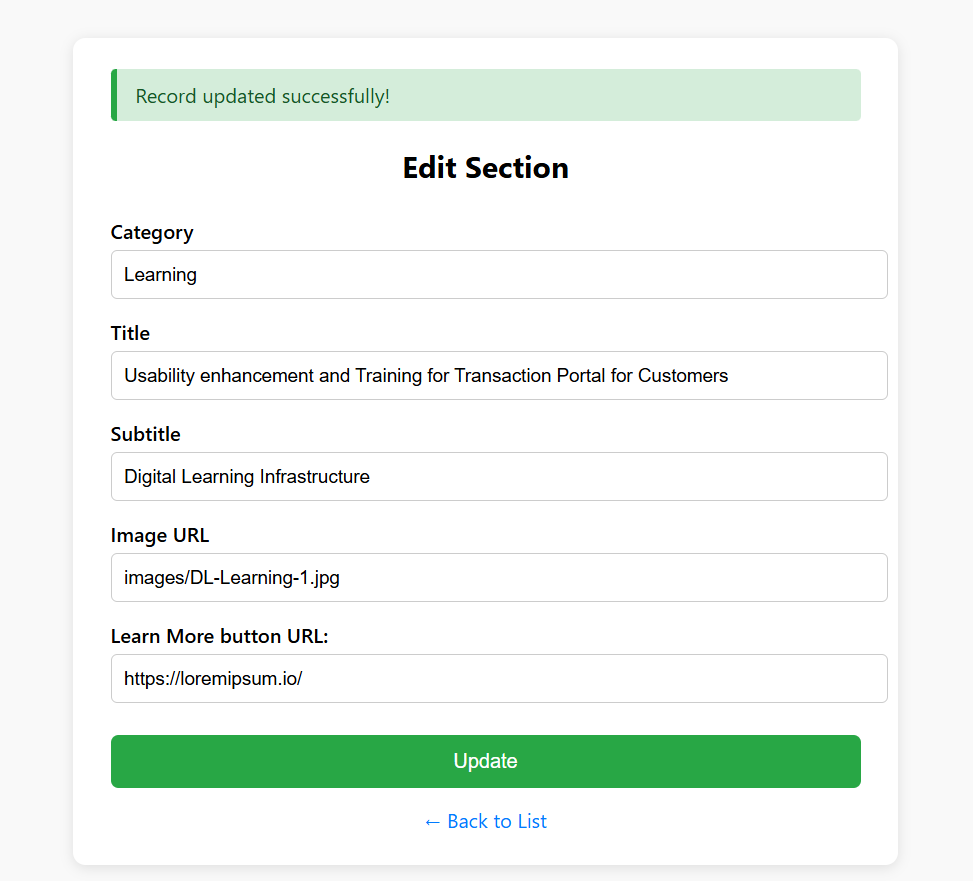 Record updated successfully!
Edit Section
Category
Learning
Title
Usability enhancement and Training for Transaction Portal for Customers
Subtitle
Digital Learning Infrastructure
Image URL
images/DL-Learning-1.jpg
Learn More button URL:
https://loremipsum.io/
Update
← Back to List